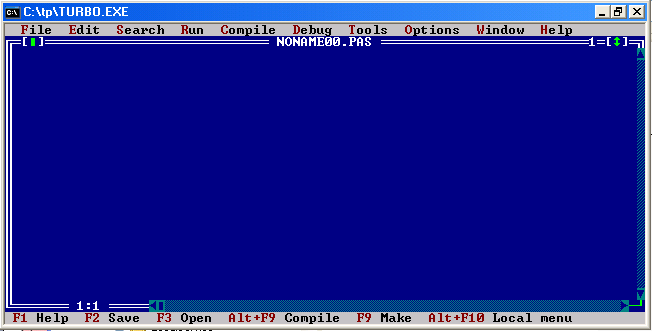 C:\tp\TURBO.EXE
File Edit Search Run Compile Debug Tools Options Window Help
[■] NONAME00.PAS 1=[↕]
1:1
F1 Help F2 Save F3 Open Alt+F9 Compile F9 Make Alt+F10 Local menu